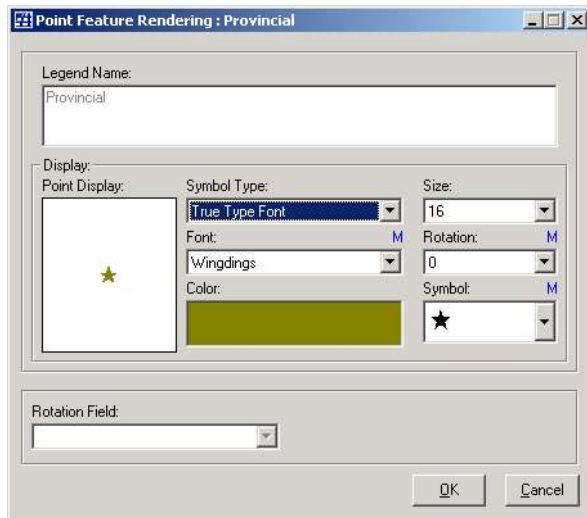 Point Feature Rendering : Provincial
Legend Name:
Provincial
Display:
Point Display:
Symbol Type:
Size:
True Type Font
16
Font:
M
Rotation:
M
Wingdings
0
Color:
Symbol:
M
Rotation Field:
OK
Cancel